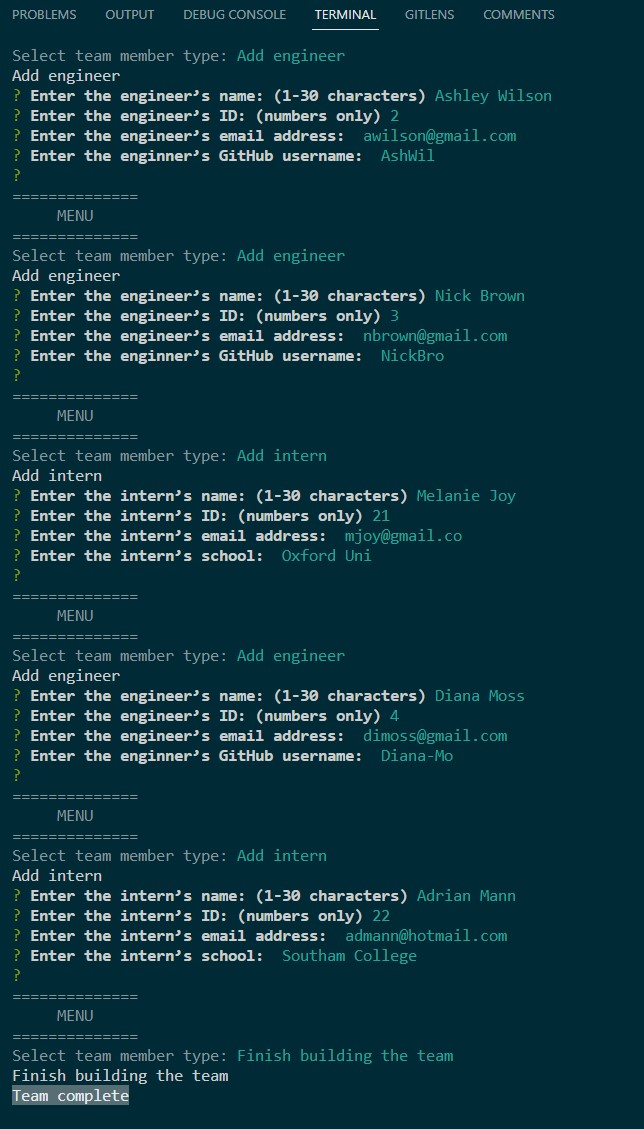 PROBLEMS OUTPUT DEBUG CONSOLE TERMINAL GITLENS COMMENTS
Select team member type: Add engineer
Add engineer
? Enter the engineer’s name: (1-30 characters) Ashley Wilson
? Enter the engineer’s ID: (numbers only) 2
? Enter the engineer’s email address:  awilson@gmail.com
? Enter the enginner’s GitHub username:  AshWil
?
==============
     MENU
==============
Select team member type: Add engineer
Add engineer
? Enter the engineer’s name: (1-30 characters) Nick Brown
? Enter the engineer’s ID: (numbers only) 3
? Enter the engineer’s email address:  nbrown@gmail.com
? Enter the enginner’s GitHub username:  NickBro
?
==============
     MENU
==============
Select team member type: Add intern
Add intern
? Enter the intern’s name: (1-30 characters) Melanie Joy
? Enter the intern’s ID: (numbers only) 21
? Enter the intern’s email address:  mjoy@gmail.co
? Enter the intern’s school:  Oxford Uni
?
==============
     MENU
==============
Select team member type: Add engineer
Add engineer
? Enter the engineer’s name: (1-30 characters) Diana Moss
? Enter the engineer’s ID: (numbers only) 4
? Enter the engineer’s email address:  dimoss@gmail.com
? Enter the enginner’s GitHub username:  Diana-Mo
?
==============
     MENU
==============
Select team member type: Add intern
Add intern
? Enter the intern’s name: (1-30 characters) Adrian Mann
? Enter the intern’s ID: (numbers only) 22
? Enter the intern’s email address:  admann@hotmail.com
? Enter the intern’s school:  Southam College
?
==============
     MENU
==============
Select team member type: Finish building the team
Finish building the team
Team complete